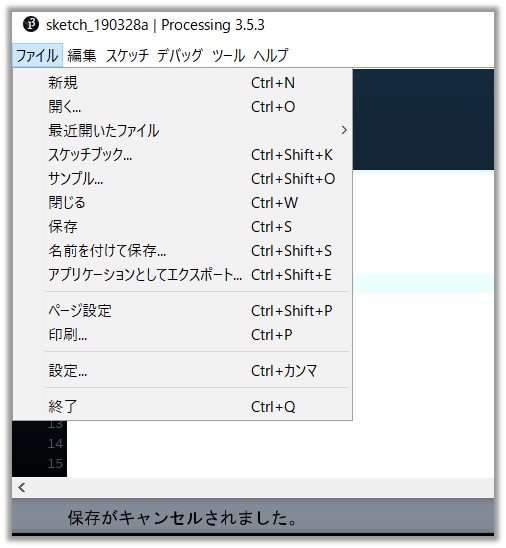 sketch_190328a | Processing 3.5.3
ファイル 編集 スケッチ デバッグ ツール ヘルプ
新規 Ctrl+N
開く... Ctrl+O
最近開いたファイル >
スケッチブック... Ctrl+Shift+K
サンプル... Ctrl+Shift+O
閉じる Ctrl+W
保存 Ctrl+S
名前を付けて保存... Ctrl+Shift+S
アプリケーションとしてエクスポート... Ctrl+Shift+E
ページ設定 Ctrl+Shift+P
印刷... Ctrl+P
設定... Ctrl+カンマ
終了 Ctrl+Q
13
14
15
保存がキャンセルされました。